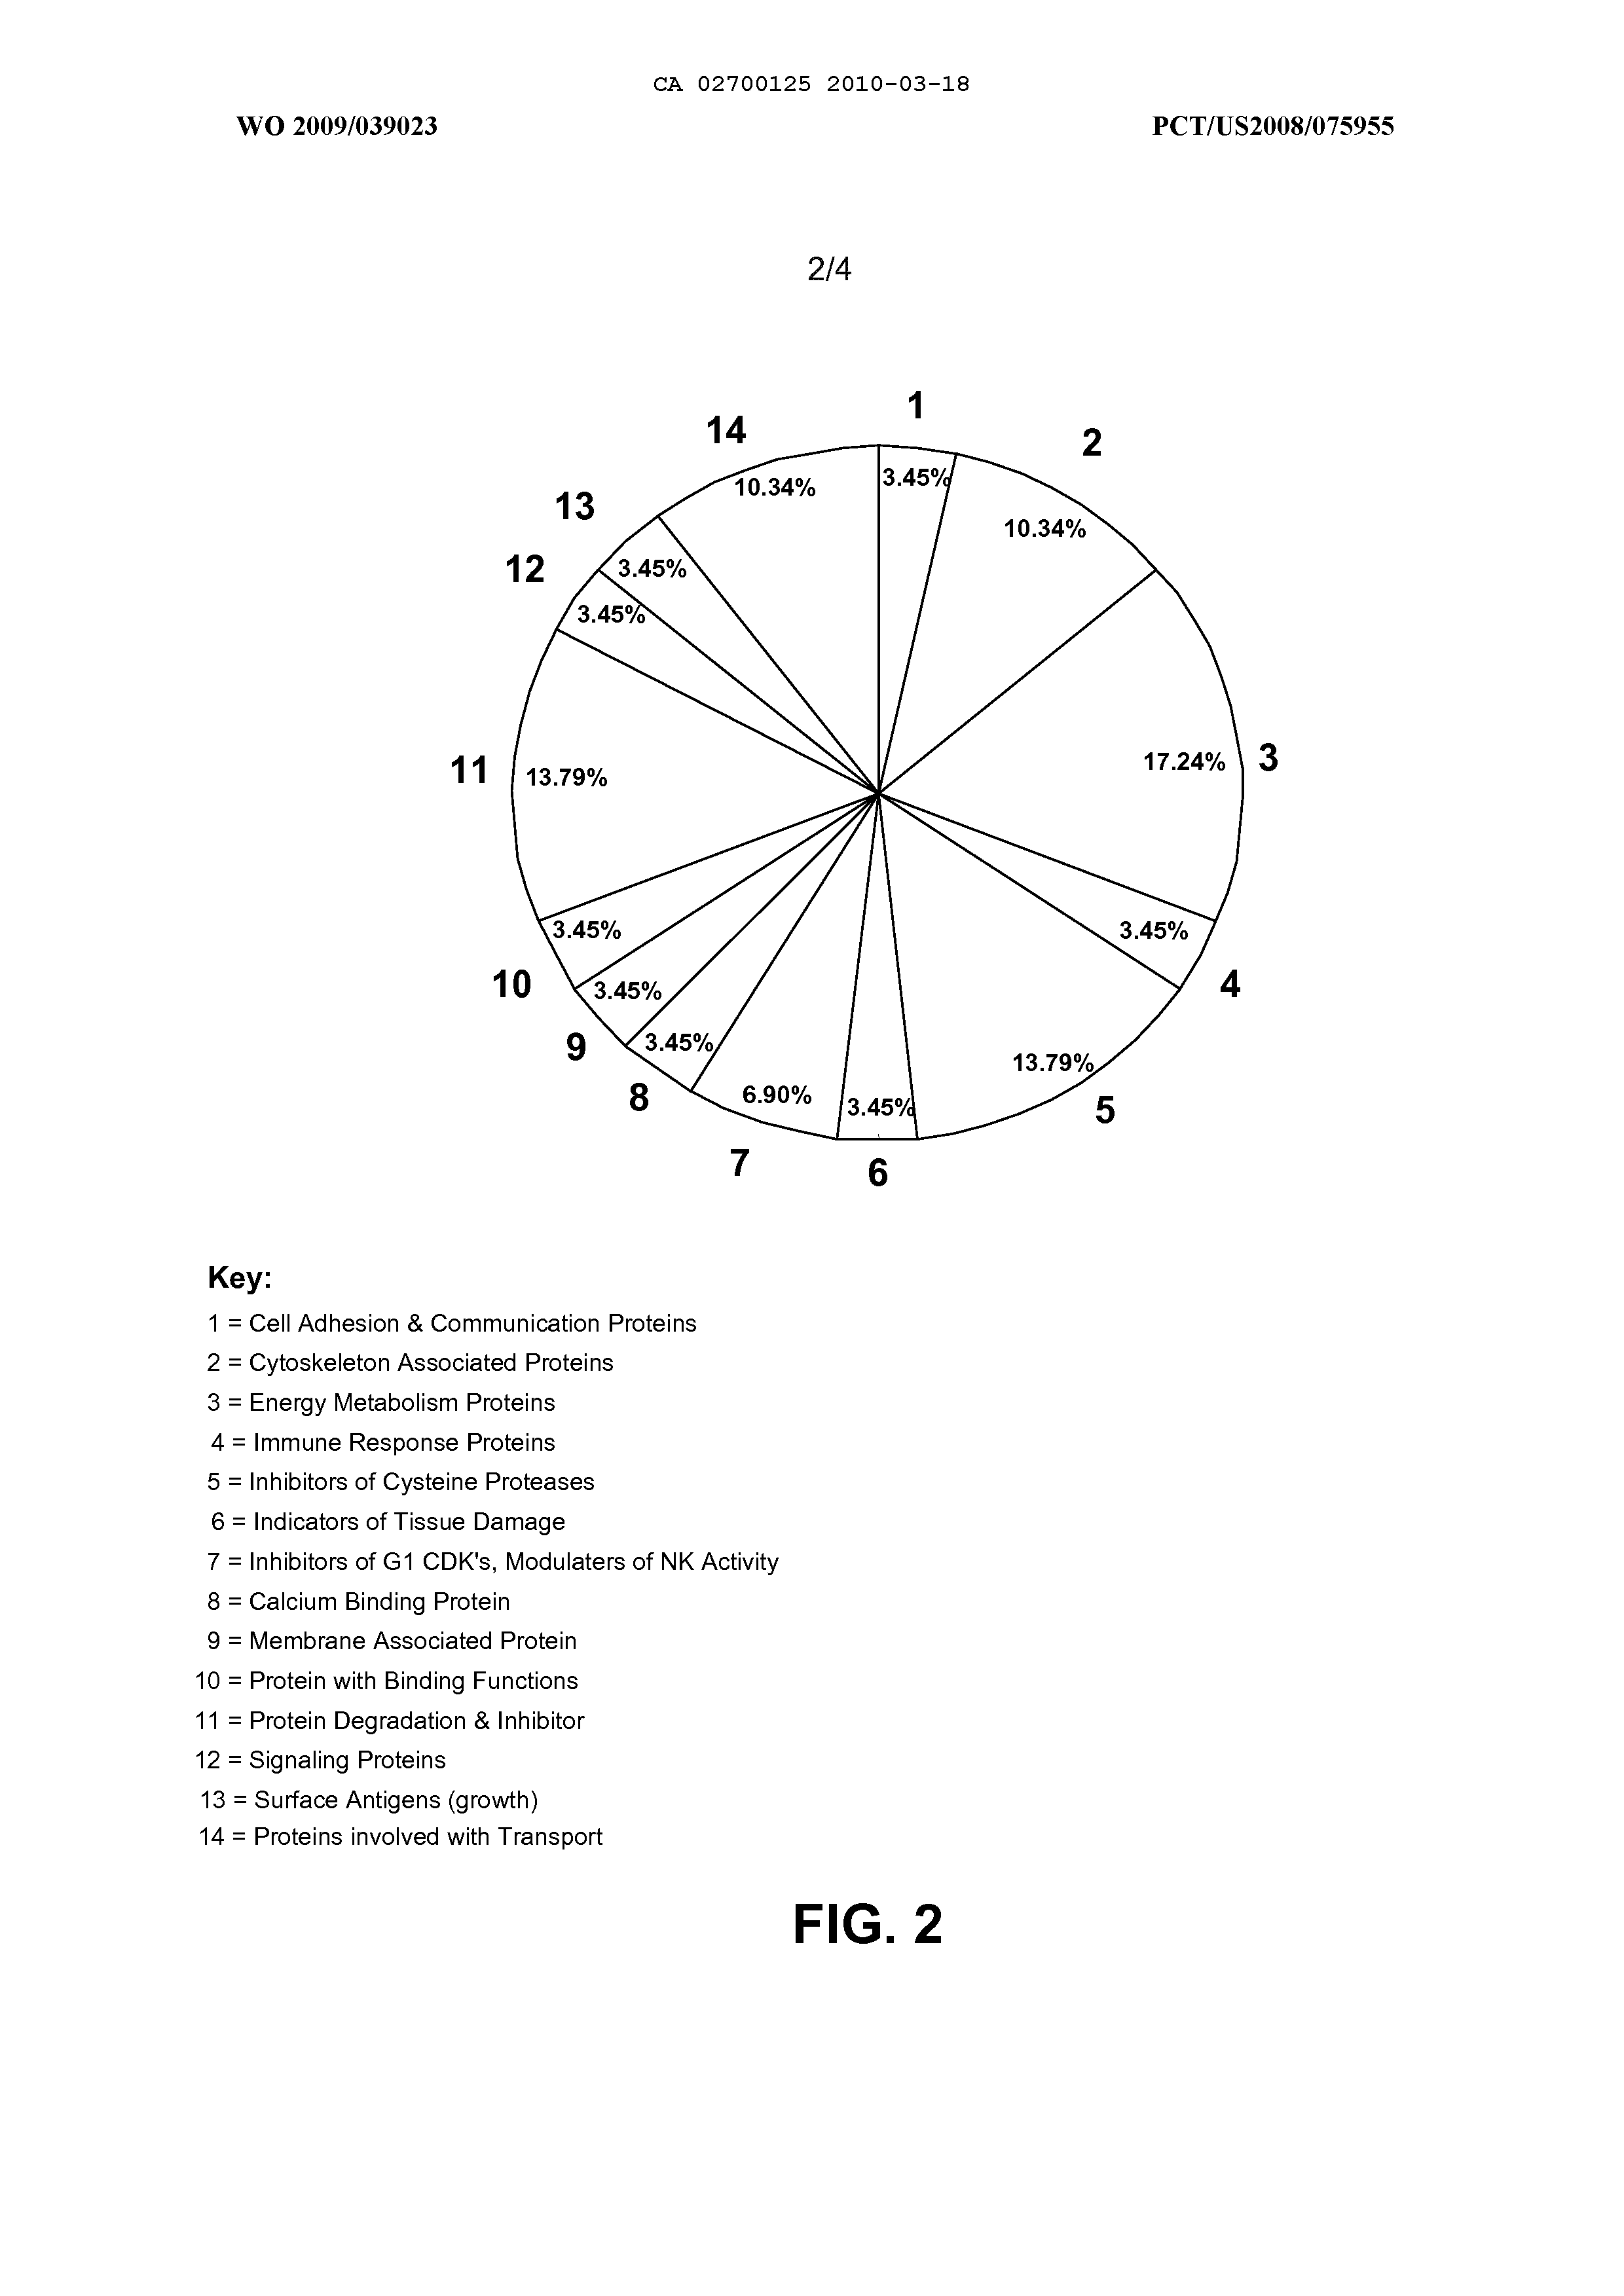 CA 02700125 2010-03-18
WO 2009/039023 PCT/US2008/075955
2/4
1
2
14
3.45%
10.34%
10.34%
13
12
3.45%
3.45%
3
17.24%
11
13.79%
3.45%
3.45%
10
4
3.45%
9
3.45%
13.79%
8
5
6.90%
3.45%
7
6
Key:
1 = Cell Adhesion & Communication Proteins
2 = Cytoskeleton Associated Proteins
3 = Energy Metabolism Proteins
4 = Immune Response Proteins
5 = Inhibitors of Cysteine Proteases
6 = Indicators of Tissue Damage
7 = Inhibitors of G1 CDK's, Modulaters of NK Activity
8 = Calcium Binding Protein
9 = Membrane Associated Protein
10 = Protein with Binding Functions
11 = Protein Degradation & Inhibitor
12 = Signaling Proteins
13 = Surface Antigens (growth)
14 = Proteins involved with Transport
FIG. 2